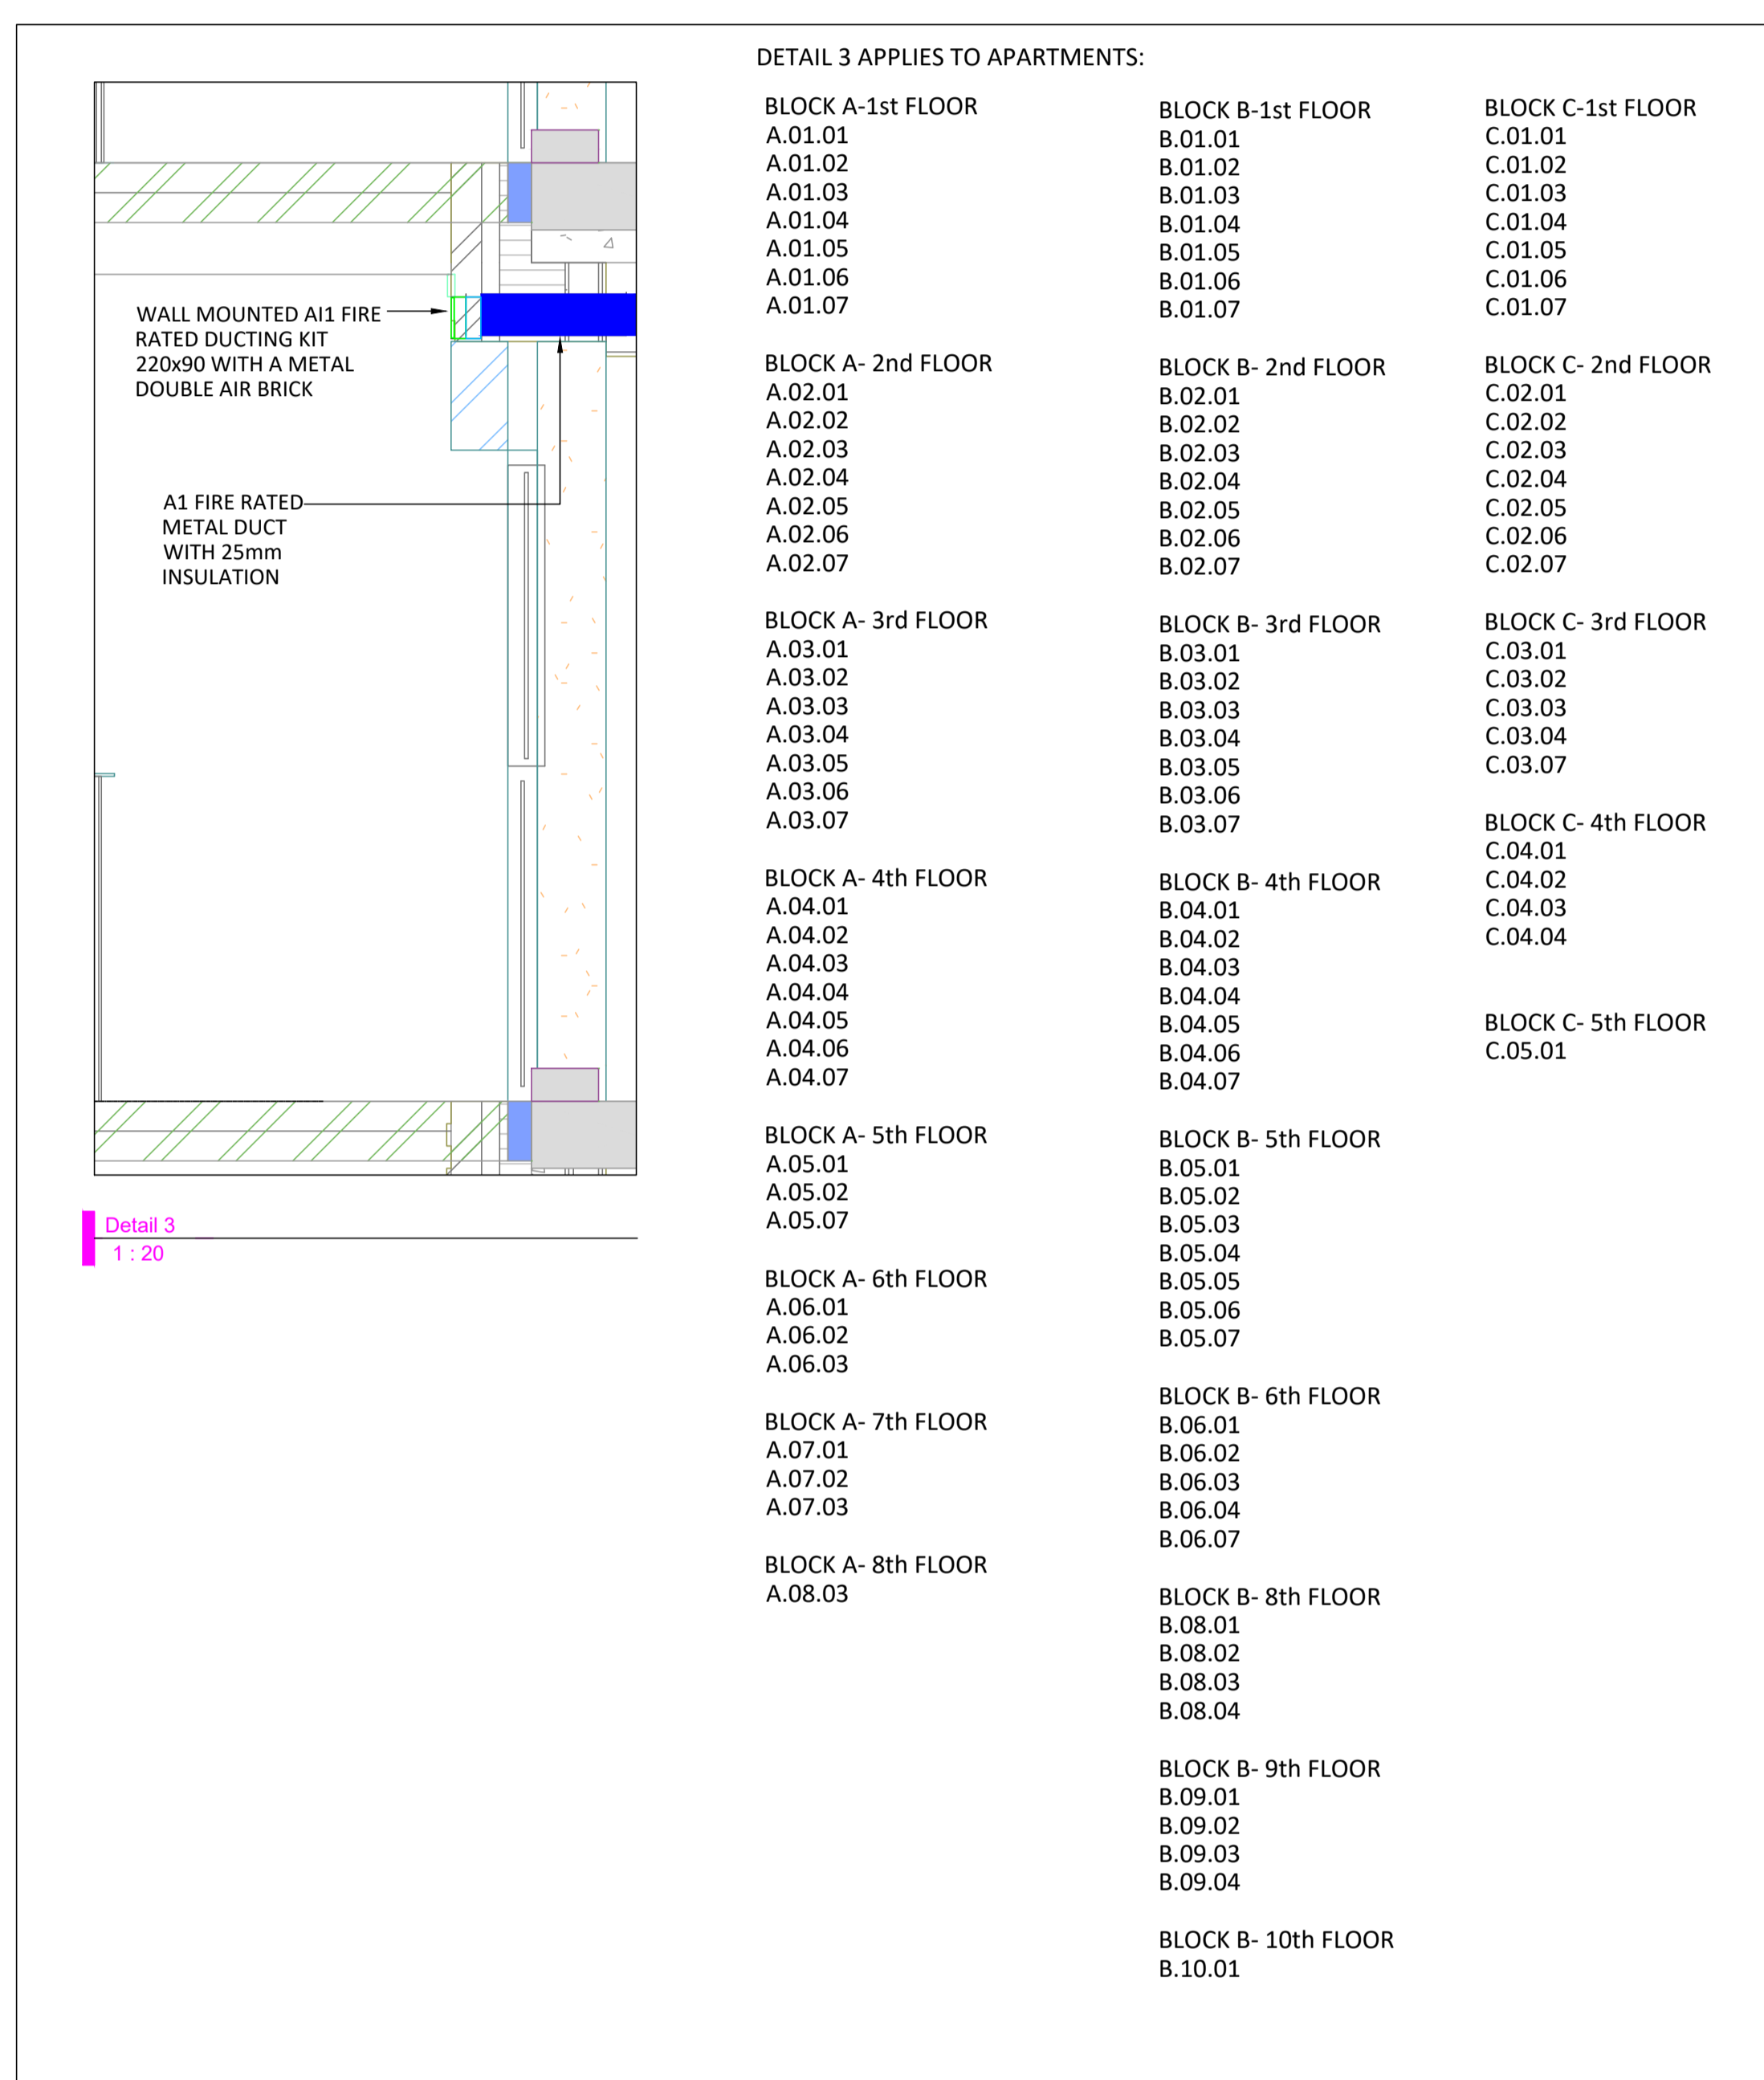 DETAIL 3 APPLIES TO APARTMENTS:
WALL MOUNTED AI1 FIRE
RATED DUCTING KIT
220x90 WITH A METAL
DOUBLE AIR BRICK
A1 FIRE RATED
METAL DUCT
WITH 25mm
INSULATION
Detail 3
1 : 20
BLOCK A-1st FLOOR
A.01.01
A.01.02
A.01.03
A.01.04
A.01.05
A.01.06
A.01.07
BLOCK A- 2nd FLOOR
A.02.01
A.02.02
A.02.03
A.02.04
A.02.05
A.02.06
A.02.07
BLOCK A- 3rd FLOOR
A.03.01
A.03.02
A.03.03
A.03.04
A.03.05
A.03.06
A.03.07
BLOCK A- 4th FLOOR
A.04.01
A.04.02
A.04.03
A.04.04
A.04.05
A.04.06
A.04.07
BLOCK A- 5th FLOOR
A.05.01
A.05.02
A.05.07
BLOCK A- 6th FLOOR
A.06.01
A.06.02
A.06.03
BLOCK A- 7th FLOOR
A.07.01
A.07.02
A.07.03
BLOCK A- 8th FLOOR
A.08.03
BLOCK B-1st FLOOR
B.01.01
B.01.02
B.01.03
B.01.04
B.01.05
B.01.06
B.01.07
BLOCK B- 2nd FLOOR
B.02.01
B.02.02
B.02.03
B.02.04
B.02.05
B.02.06
B.02.07
BLOCK B- 3rd FLOOR
B.03.01
B.03.02
B.03.03
B.03.04
B.03.05
B.03.06
B.03.07
BLOCK B- 4th FLOOR
B.04.01
B.04.02
B.04.03
B.04.04
B.04.05
B.04.06
B.04.07
BLOCK B- 5th FLOOR
B.05.01
B.05.02
B.05.03
B.05.04
B.05.05
B.05.06
B.05.07
BLOCK B- 6th FLOOR
B.06.01
B.06.02
B.06.03
B.06.04
B.06.07
BLOCK B- 8th FLOOR
B.08.01
B.08.02
B.08.03
B.08.04
BLOCK B- 9th FLOOR
B.09.01
B.09.02
B.09.03
B.09.04
BLOCK B- 10th FLOOR
B.10.01
BLOCK C-1st FLOOR
C.01.01
C.01.02
C.01.03
C.01.04
C.01.05
C.01.06
C.01.07
BLOCK C- 2nd FLOOR
C.02.01
C.02.02
C.02.03
C.02.04
C.02.05
C.02.06
C.02.07
BLOCK C- 3rd FLOOR
C.03.01
C.03.02
C.03.03
C.03.04
C.03.07
BLOCK C- 4th FLOOR
C.04.01
C.04.02
C.04.03
C.04.04
BLOCK C- 5th FLOOR
C.05.01